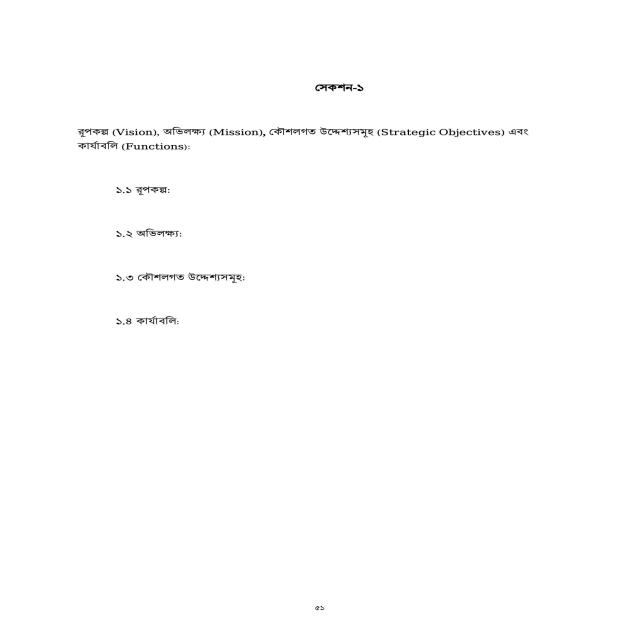 সেকশন-১
রূপকল্প (Vision), অভিলক্ষ্য (Mission), কৌশলগত উদ্দেশ্যসমূহ (Strategic Objectives) এবং
কার্যাবলি (Functions):
১.১ রূপকল্প:
১.২ অভিলক্ষ্য:
১.৩ কৌশলগত উদ্দেশ্যসমূহ:
১.৪ কার্যাবলি:
৫১